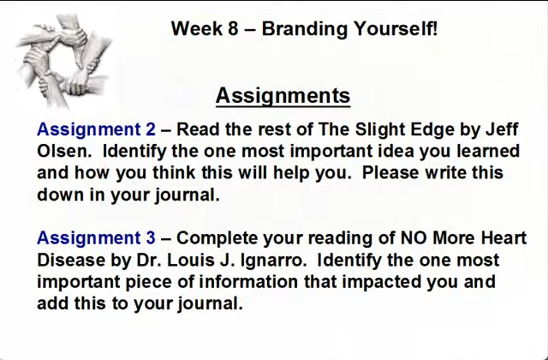 Week 8 – Branding Yourself!
Assignments
Assignment 2 – Read the rest of The Slight Edge by Jeff
Olsen.  Identify the one most important idea you learned
and how you think this will help you.  Please write this
down in your journal.
Assignment 3 – Complete your reading of NO More Heart
Disease by Dr. Louis J. Ignarro.  Identify the one most
important piece of information that impacted you and
add this to your journal.